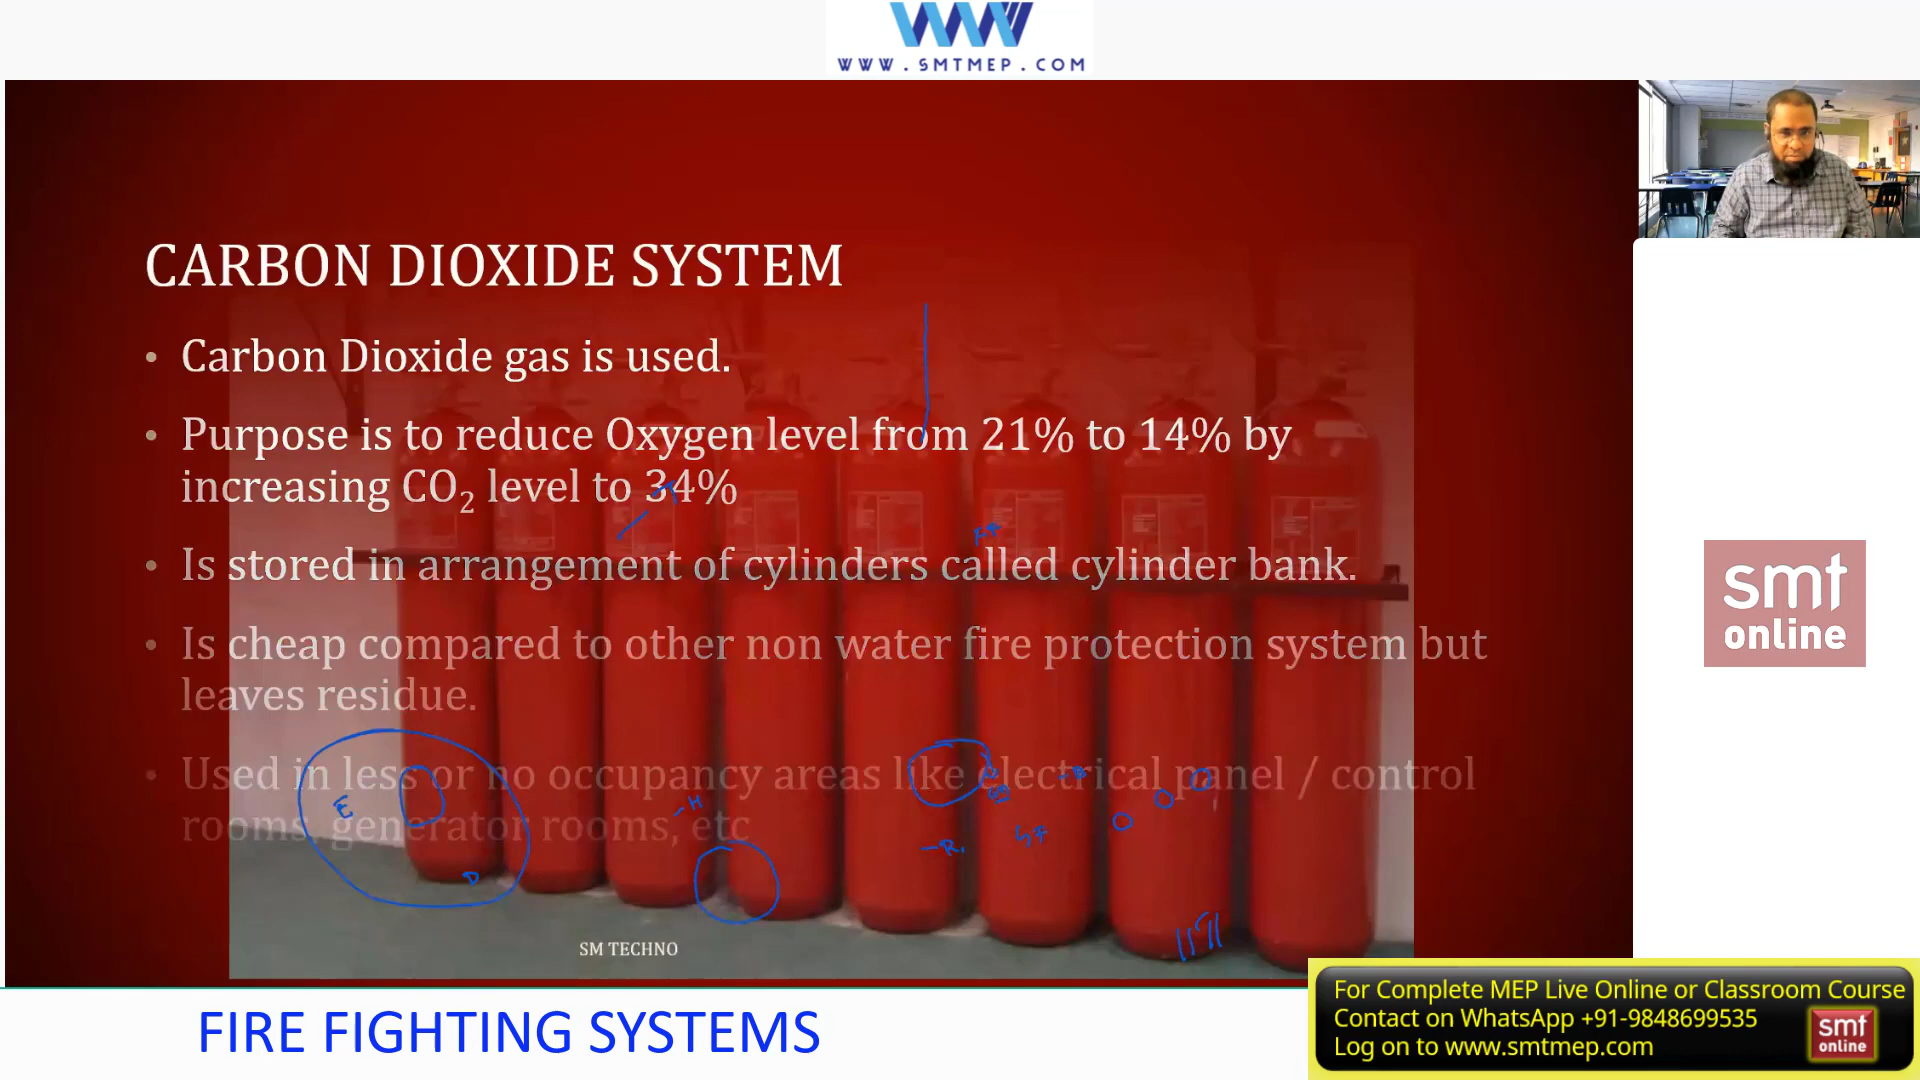 WWW.SMTMEP.COM
CARBON DIOXIDE SYSTEM
• Carbon Dioxide gas is used.
• Purpose is to reduce Oxygen level from 21% to 14% by
increasing CO₂ level to 34%
• Is stored in arrangement of cylinders called cylinder bank.
• Is cheap compared to other non water fire protection system but
leaves residue.
• Used in less or no occupancy areas like electrical panel / control
rooms, generator rooms, etc
E
D
-H
-R.
SM TECHNO
smt
online
FIRE FIGHTING SYSTEMS
For Complete MEP Live Online or Classroom Course
Contact on WhatsApp +91-9848699535
Log on to www.smtmep.com
smt
online